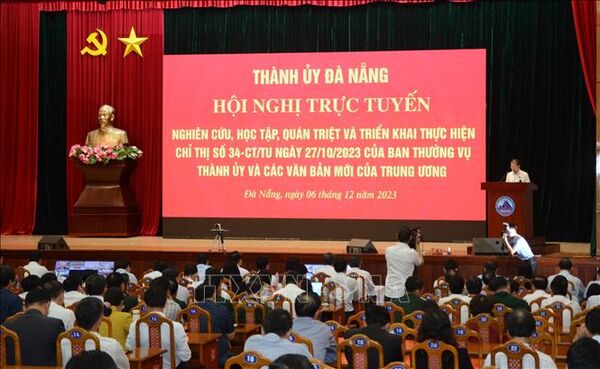 THÀNH ỦY ĐÀ NẴNG
HỘI NGHỊ TRỰC TUYẾN
NGHIÊN CỨU, HỌC TẬP, QUÁN TRIỆT VÀ TRIỂN KHAI THỰC HIỆN
CHỈ THỊ SỐ 34-CT/TU NGÀY 27/10/2023 CỦA BAN THƯỜNG VỤ
THÀNH ỦY VÀ CÁC VĂN BẢN MỚI CỦA TRUNG ƯƠNG
Đà Nẵng, ngày 06 tháng 12 năm 2023